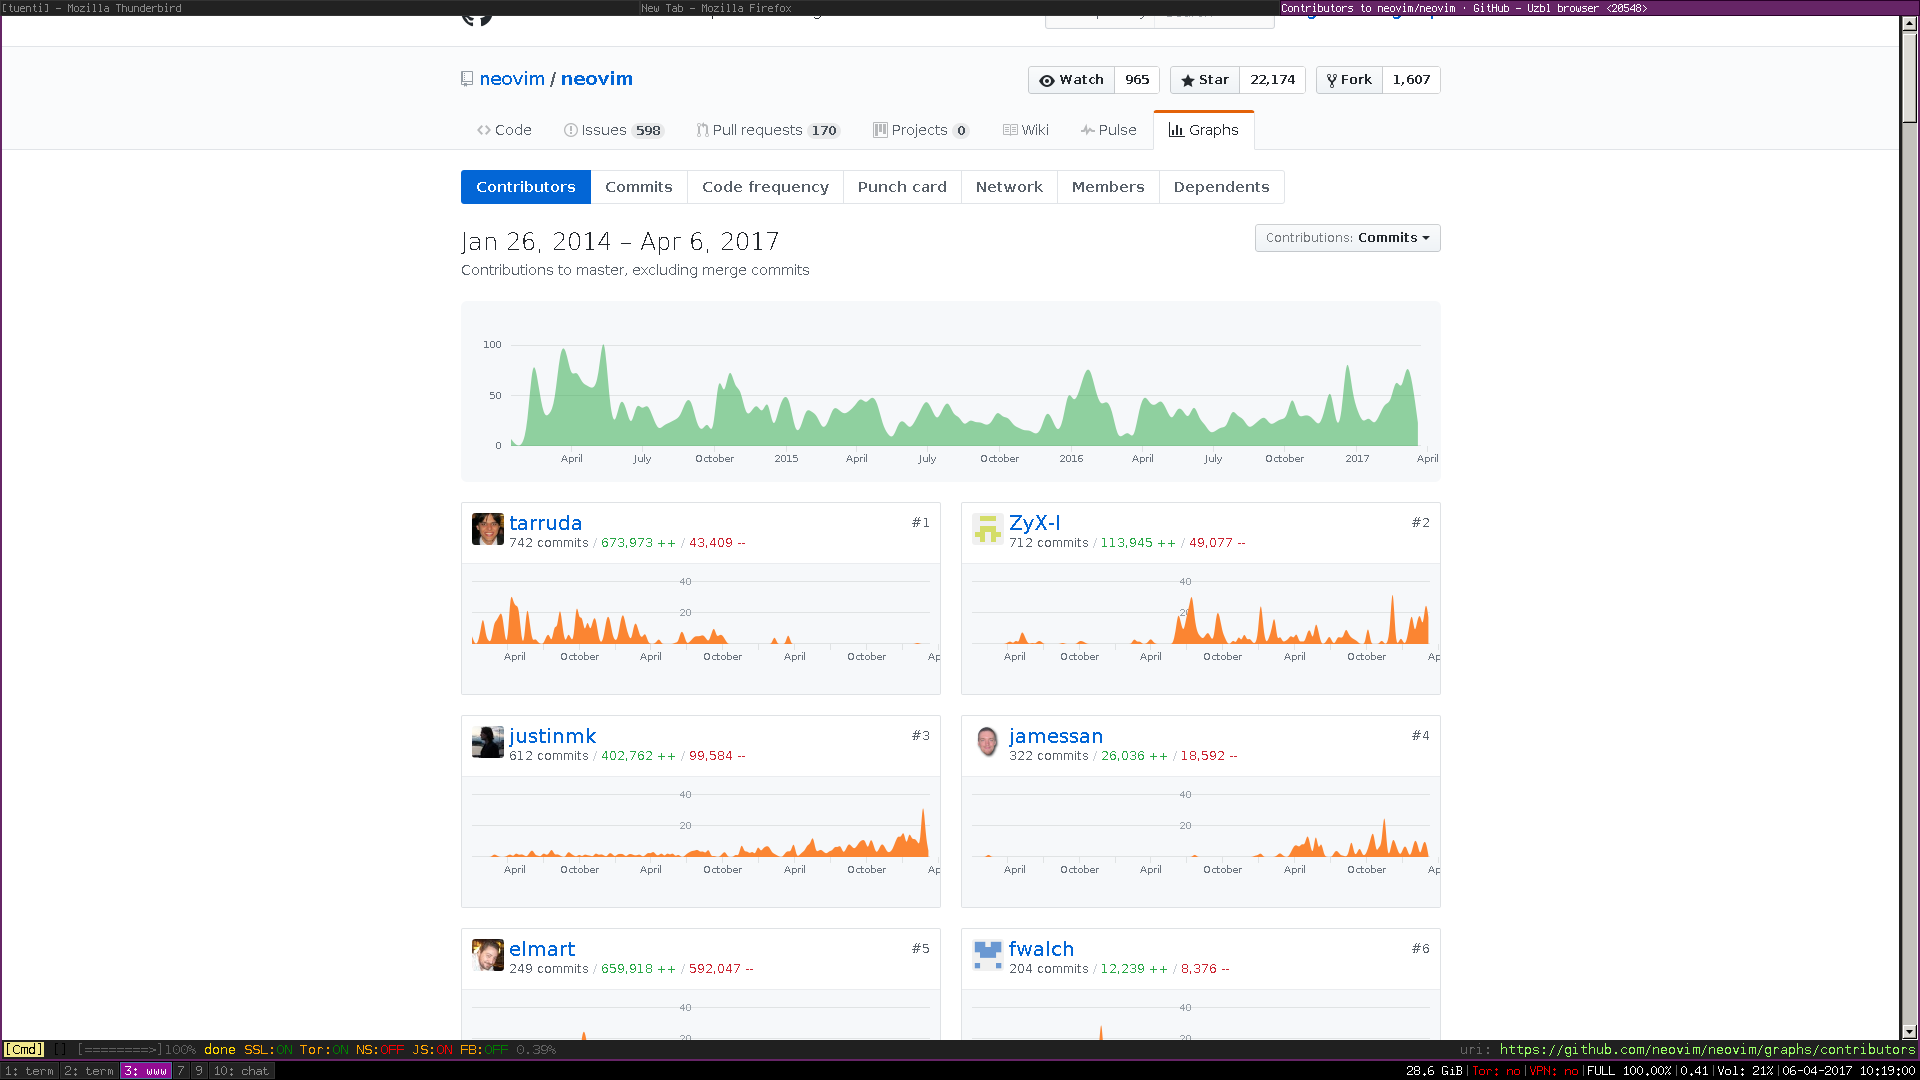 [tuenti] - Mozilla Thunderbird
New Tab - Mozilla Firefox
Contributors to neovim/neovim · GitHub - Uzbl browser <20548>
neovim / neovim
Watch 965 Star 22,174 Fork 1,607
Code Issues 598 Pull requests 170 Projects 0 Wiki Pulse Graphs
Contributors Commits Code frequency Punch card Network Members Dependents
Jan 26, 2014 – Apr 6, 2017
Contributions: Commits
Contributions to master, excluding merge commits
100
50
0
April July October 2015 April July October 2016 April July October 2017 April
tarruda #1
742 commits / 673,973 ++ / 43,409 --
40
20
April October April October April October Ap
ZyX-I #2
712 commits / 113,945 ++ / 49,077 --
40
20
April October April October April October Ap
justinmk #3
612 commits / 402,762 ++ / 99,584 --
40
20
April October April October April October Ap
jamessan #4
322 commits / 26,036 ++ / 18,592 --
40
20
April October April October April October Ap
elmart #5
249 commits / 659,918 ++ / 592,047 --
40
20
fwalch #6
204 commits / 12,239 ++ / 8,376 --
40
20
[Cmd] [] [========>]100% done SSL:ON Tor:ON NS:OFF JS:ON FB:OFF 0.39% uri: https://github.com/neovim/neovim/graphs/contributors
1: term 2: term 3: www 7 9 10: chat 28.6 GiB|Tor: no|VPN: no|FULL 100.00%|0.41|Vol: 21%|06-04-2017 10:19:00